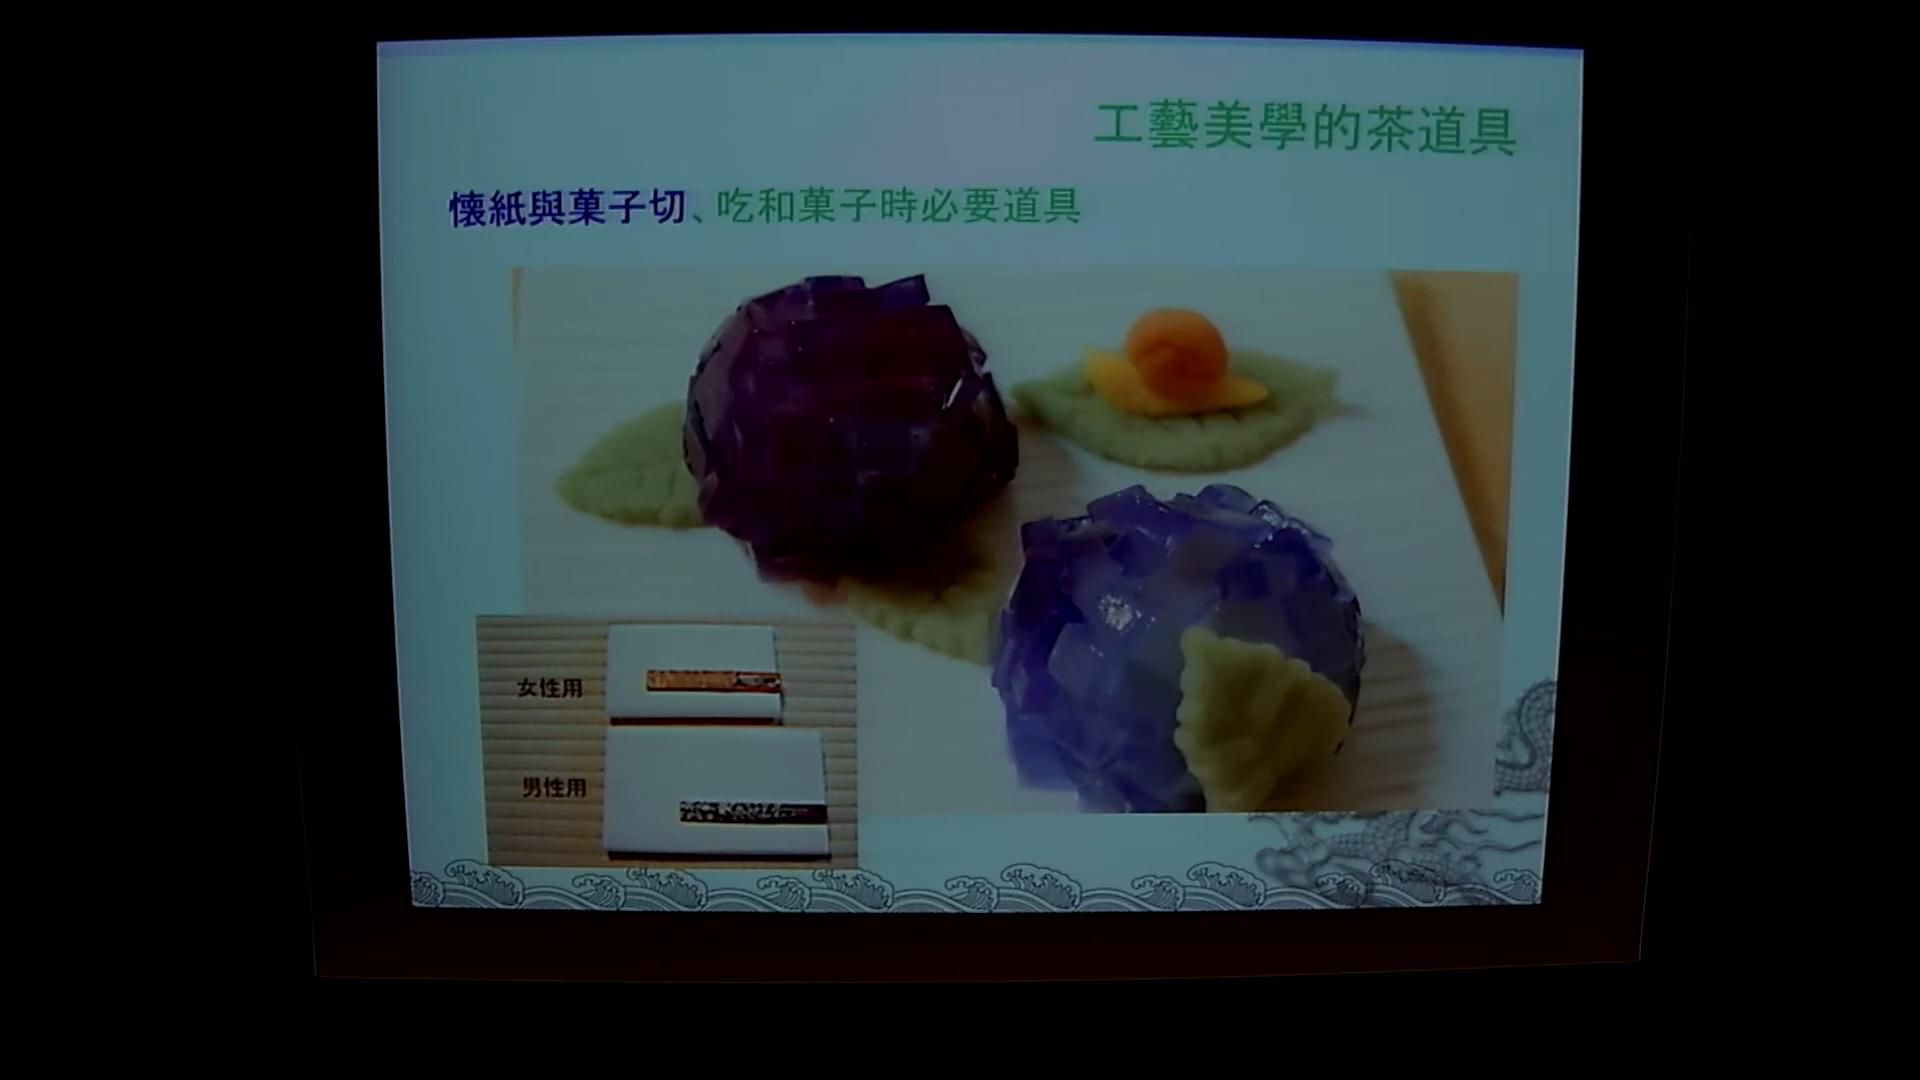 工藝美學的茶道具
懐紙與菓子切、吃和菓子時必要道具
女性用
男性用